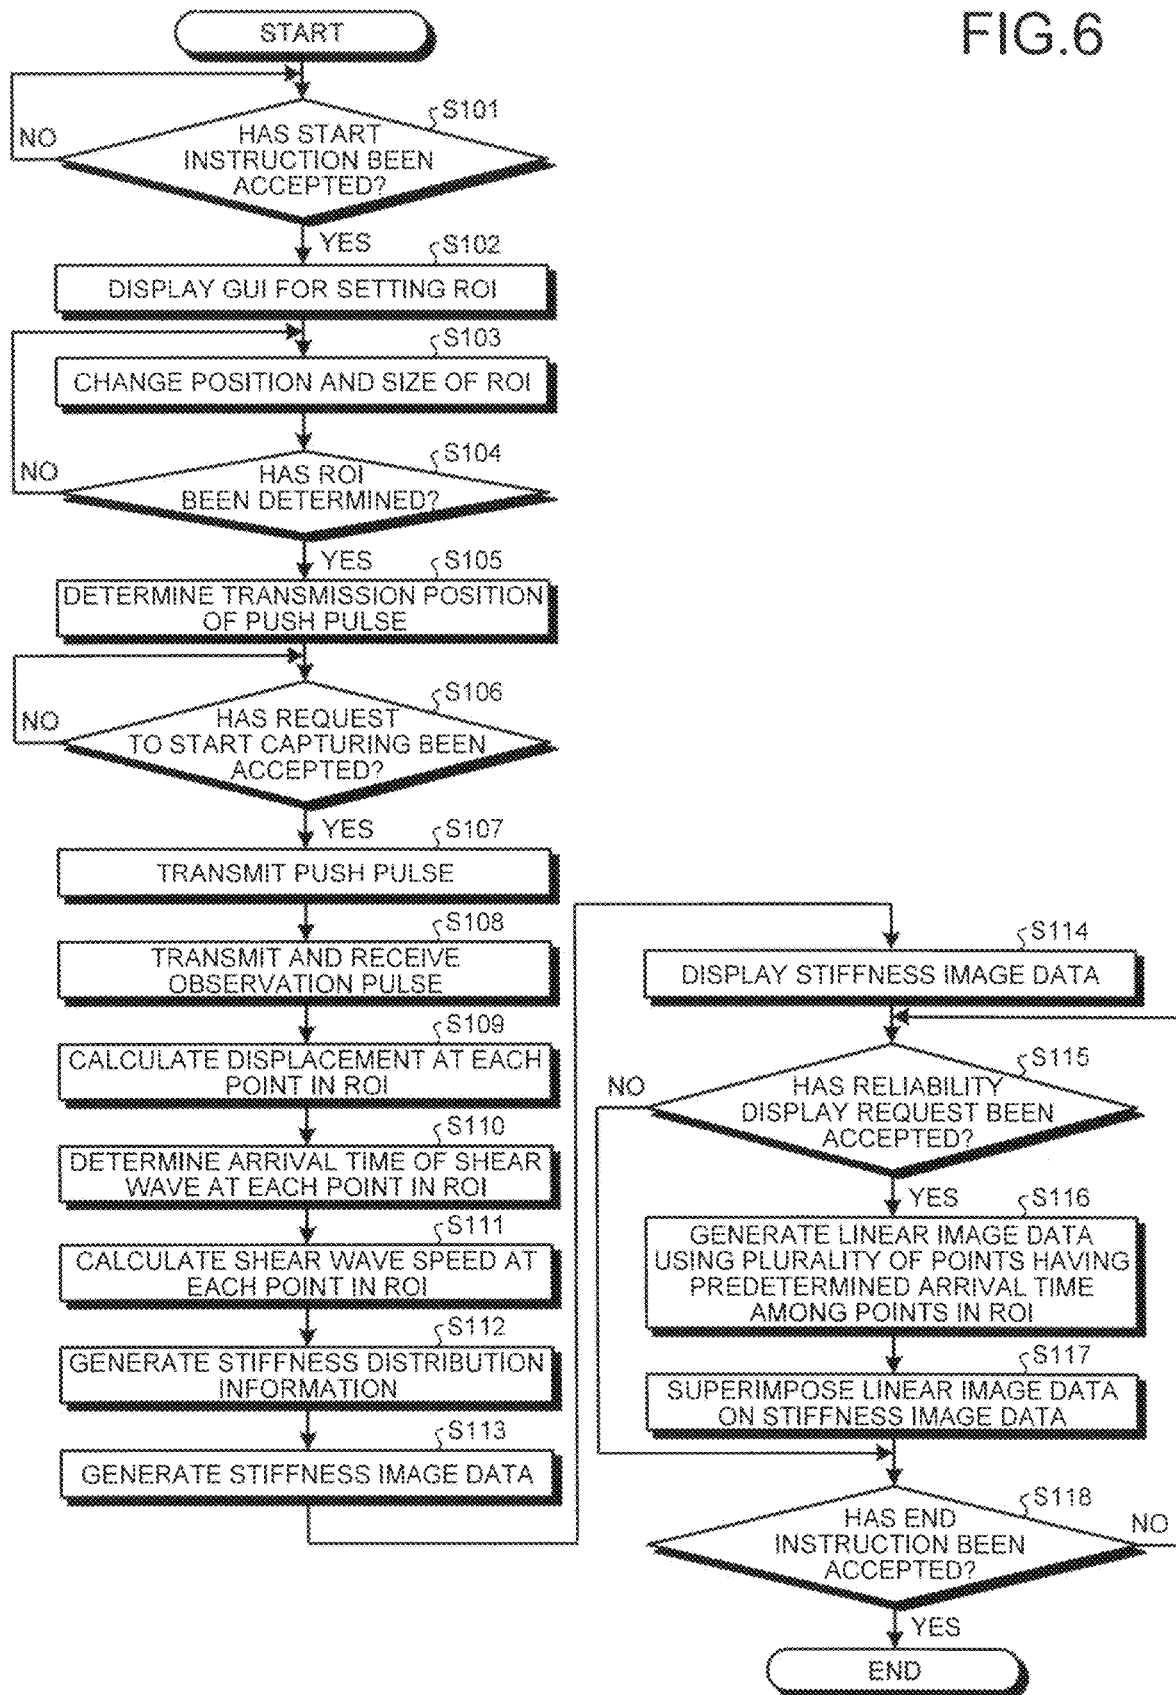 FIG.6
START
S101
HAS START
INSTRUCTION BEEN
ACCEPTED?
NO
YES
S102
DISPLAY GUI FOR SETTING ROI
S103
CHANGE POSITION AND SIZE OF ROI
S104
HAS ROI
BEEN DETERMINED?
NO
YES
S105
DETERMINE TRANSMISSION POSITION
OF PUSH PULSE
S106
HAS REQUEST
TO START CAPTURING BEEN
ACCEPTED?
NO
YES
S107
TRANSMIT PUSH PULSE
S108
TRANSMIT AND RECEIVE
OBSERVATION PULSE
S109
CALCULATE DISPLACEMENT AT EACH
POINT IN ROI
S110
DETERMINE ARRIVAL TIME OF SHEAR
WAVE AT EACH POINT IN ROI
S111
CALCULATE SHEAR WAVE SPEED AT
EACH POINT IN ROI
S112
GENERATE STIFFNESS DISTRIBUTION
INFORMATION
S113
GENERATE STIFFNESS IMAGE DATA
S114
DISPLAY STIFFNESS IMAGE DATA
S115
HAS RELIABILITY
DISPLAY REQUEST BEEN
ACCEPTED?
NO
YES
S116
GENERATE LINEAR IMAGE DATA
USING PLURALITY OF POINTS HAVING
PREDETERMINED ARRIVAL TIME
AMONG POINTS IN ROI
S117
SUPERIMPOSE LINEAR IMAGE DATA
ON STIFFNESS IMAGE DATA
S118
HAS END
INSTRUCTION BEEN
ACCEPTED?
NO
YES
END